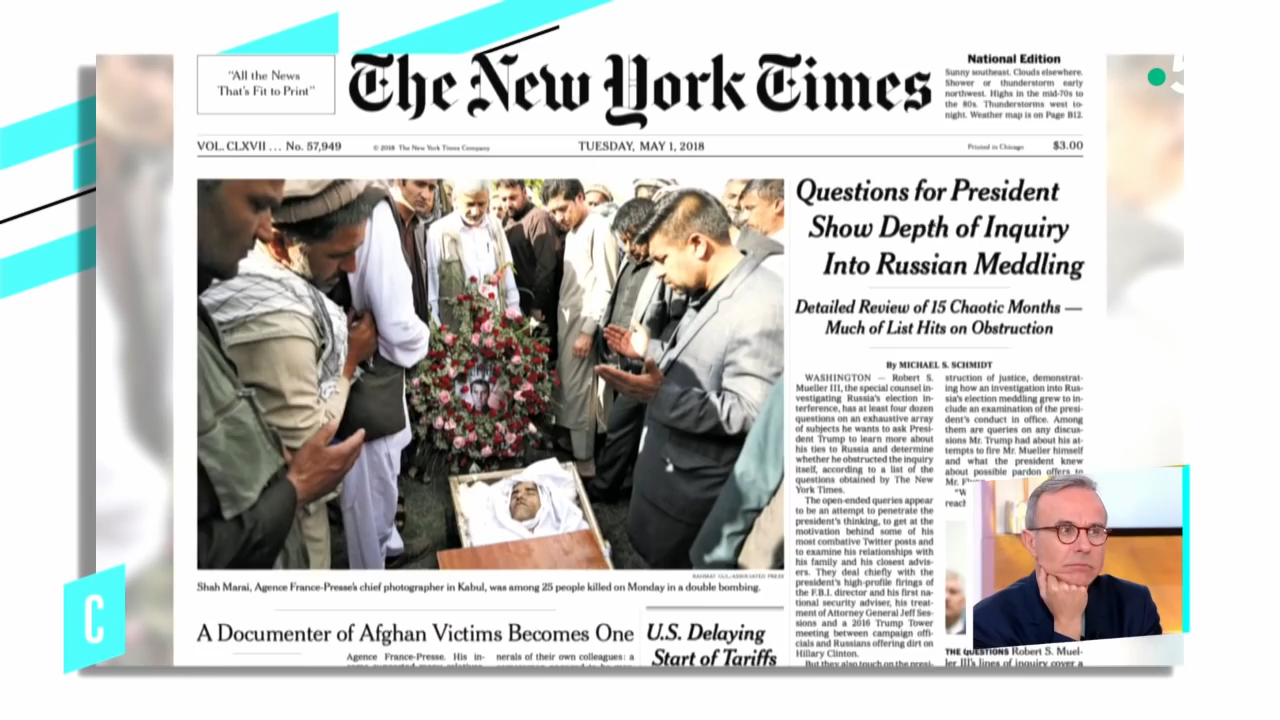 "All the News
That's Fit to Print"
The New York Times
National Edition
Sunny southeast. Clouds elsewhere.
Shower or thunderstorm early
northwest. Highs in the mid-70s to
the 80s. Thunderstorms west to-
night. Weather map is on Page B12.
5
VOL. CLXVII . . . No. 57,949
© 2018 The New York Times Company
TUESDAY, MAY 1, 2018
Printed in Chicago
$3.00
RAHMAT GUL/ASSOCIATED PRESS
Shah Marai, Agence France-Presse's chief photographer in Kabul, was among 25 people killed on Monday in a double bombing.
A Documenter of Afghan Victims Becomes One
Agence France-Presse. His in-
nerals of their own colleagues: a
U.S. Delaying
Start of Tariffs
Questions for President
Show Depth of Inquiry
Into Russian Meddling
Detailed Review of 15 Chaotic Months —
Much of List Hits on Obstruction
By MICHAEL S. SCHMIDT
WASHINGTON — Robert S.
Mueller III, the special counsel in-
vestigating Russia's election in-
terference, has at least four dozen
questions on an exhaustive array
of subjects he wants to ask Presi-
dent Trump to learn more about
his ties to Russia and determine
whether he obstructed the inquiry
itself, according to a list of the
questions obtained by The New
York Times.
The open-ended queries appear
to be an attempt to penetrate the
president's thinking, to get at the
motivation behind some of his
most combative Twitter posts and
to examine his relationships with
his family and his closest advis-
ers. They deal chiefly with the
president's high-profile firings of
the F.B.I. director and his first na-
tional security adviser, his treat-
ment of Attorney General Jeff Ses-
sions and a 2016 Trump Tower
meeting between campaign offi-
cials and Russians offering dirt on
Hillary Clinton.
But they also touch on the presi-
struction of justice, demonstrat-
ing how an investigation into Rus-
sia's election meddling grew to in-
clude an examination of the presi-
dent's conduct in office. Among
them are queries on any discus-
sions Mr. Trump had about his at-
tempts to fire Mr. Mueller himself
and what the president knew
about possible pardon offers to
Mr.
reach
THE QUESTIONS Robert S. Muel-
ler III's lines of inquiry cover a
C